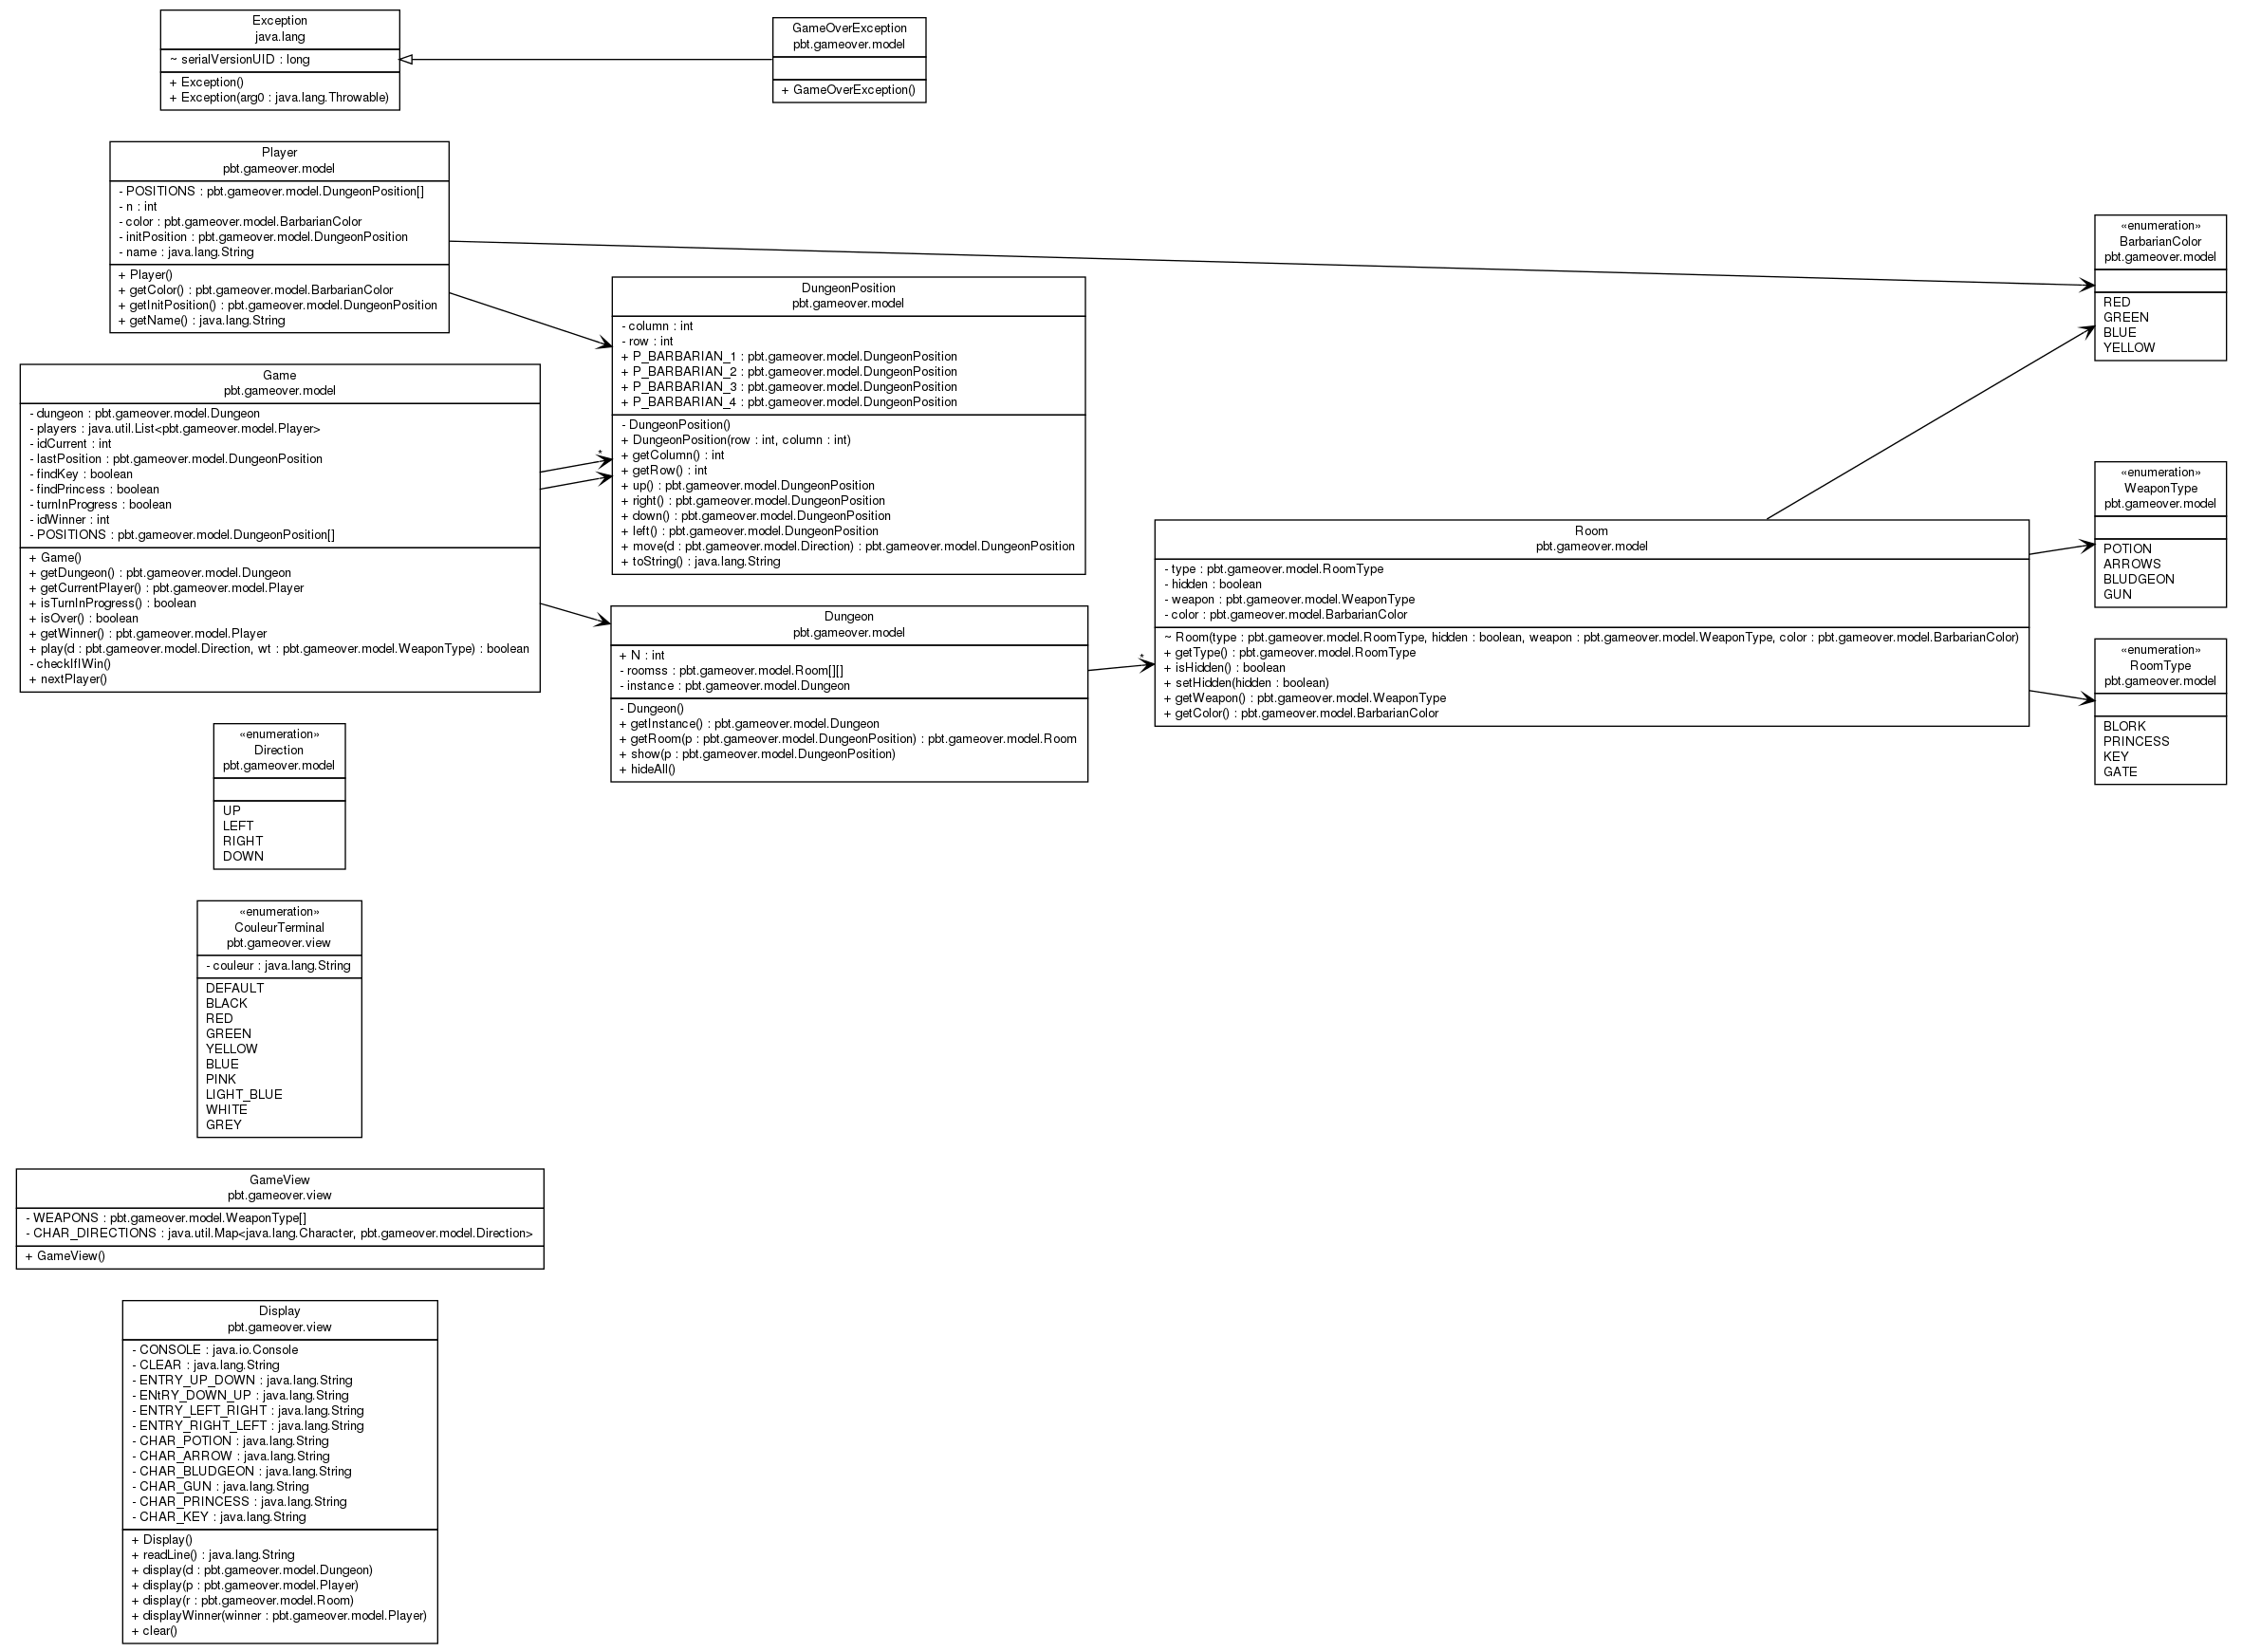 Exception
java.lang
~ serialVersionUID : long
+ Exception()
+ Exception(arg0 : java.lang.Throwable)
GameOverException
pbt.gameover.model
+ GameOverException()
Player
pbt.gameover.model
- POSITIONS : pbt.gameover.model.DungeonPosition[]
- n : int
- color : pbt.gameover.model.BarbarianColor
- initPosition : pbt.gameover.model.DungeonPosition
- name : java.lang.String
+ Player()
+ getColor() : pbt.gameover.model.BarbarianColor
+ getInitPosition() : pbt.gameover.model.DungeonPosition
+ getName() : java.lang.String
«enumeration»
BarbarianColor
pbt.gameover.model
RED
GREEN
BLUE
YELLOW
DungeonPosition
pbt.gameover.model
- column : int
- row : int
+ P_BARBARIAN_1 : pbt.gameover.model.DungeonPosition
+ P_BARBARIAN_2 : pbt.gameover.model.DungeonPosition
+ P_BARBARIAN_3 : pbt.gameover.model.DungeonPosition
+ P_BARBARIAN_4 : pbt.gameover.model.DungeonPosition
- DungeonPosition()
+ DungeonPosition(row : int, column : int)
+ getColumn() : int
+ getRow() : int
+ up() : pbt.gameover.model.DungeonPosition
+ right() : pbt.gameover.model.DungeonPosition
+ down() : pbt.gameover.model.DungeonPosition
+ left() : pbt.gameover.model.DungeonPosition
+ move(d : pbt.gameover.model.Direction) : pbt.gameover.model.DungeonPosition
+ toString() : java.lang.String
Game
pbt.gameover.model
- dungeon : pbt.gameover.model.Dungeon
- players : java.util.List<pbt.gameover.model.Player>
- idCurrent : int
- lastPosition : pbt.gameover.model.DungeonPosition
- findKey : boolean
- findPrincess : boolean
- turnInProgress : boolean
- idWinner : int
- POSITIONS : pbt.gameover.model.DungeonPosition[]
+ Game()
+ getDungeon() : pbt.gameover.model.Dungeon
+ getCurrentPlayer() : pbt.gameover.model.Player
+ isTurnInProgress() : boolean
+ isOver() : boolean
+ getWinner() : pbt.gameover.model.Player
+ play(d : pbt.gameover.model.Direction, wt : pbt.gameover.model.WeaponType) : boolean
- checkIfIWin()
+ nextPlayer()
*
Dungeon
pbt.gameover.model
+ N : int
- roomss : pbt.gameover.model.Room[][]
- instance : pbt.gameover.model.Dungeon
- Dungeon()
+ getInstance() : pbt.gameover.model.Dungeon
+ getRoom(p : pbt.gameover.model.DungeonPosition) : pbt.gameover.model.Room
+ show(p : pbt.gameover.model.DungeonPosition)
+ hideAll()
*
Room
pbt.gameover.model
- type : pbt.gameover.model.RoomType
- hidden : boolean
- weapon : pbt.gameover.model.WeaponType
- color : pbt.gameover.model.BarbarianColor
~ Room(type : pbt.gameover.model.RoomType, hidden : boolean, weapon : pbt.gameover.model.WeaponType, color : pbt.gameover.model.BarbarianColor)
+ getType() : pbt.gameover.model.RoomType
+ isHidden() : boolean
+ setHidden(hidden : boolean)
+ getWeapon() : pbt.gameover.model.WeaponType
+ getColor() : pbt.gameover.model.BarbarianColor
«enumeration»
WeaponType
pbt.gameover.model
POTION
ARROWS
BLUDGEON
GUN
«enumeration»
RoomType
pbt.gameover.model
BLORK
PRINCESS
KEY
GATE
«enumeration»
Direction
pbt.gameover.model
UP
LEFT
RIGHT
DOWN
«enumeration»
CouleurTerminal
pbt.gameover.view
- couleur : java.lang.String
DEFAULT
BLACK
RED
GREEN
YELLOW
BLUE
PINK
LIGHT_BLUE
WHITE
GREY
GameView
pbt.gameover.view
- WEAPONS : pbt.gameover.model.WeaponType[]
- CHAR_DIRECTIONS : java.util.Map<java.lang.Character, pbt.gameover.model.Direction>
+ GameView()
Display
pbt.gameover.view
- CONSOLE : java.io.Console
- CLEAR : java.lang.String
- ENTRY_UP_DOWN : java.lang.String
- ENtRY_DOWN_UP : java.lang.String
- ENTRY_LEFT_RIGHT : java.lang.String
- ENTRY_RIGHT_LEFT : java.lang.String
- CHAR_POTION : java.lang.String
- CHAR_ARROW : java.lang.String
- CHAR_BLUDGEON : java.lang.String
- CHAR_GUN : java.lang.String
- CHAR_PRINCESS : java.lang.String
- CHAR_KEY : java.lang.String
+ Display()
+ readLine() : java.lang.String
+ display(d : pbt.gameover.model.Dungeon)
+ display(p : pbt.gameover.model.Player)
+ display(r : pbt.gameover.model.Room)
+ displayWinner(winner : pbt.gameover.model.Player)
+ clear()